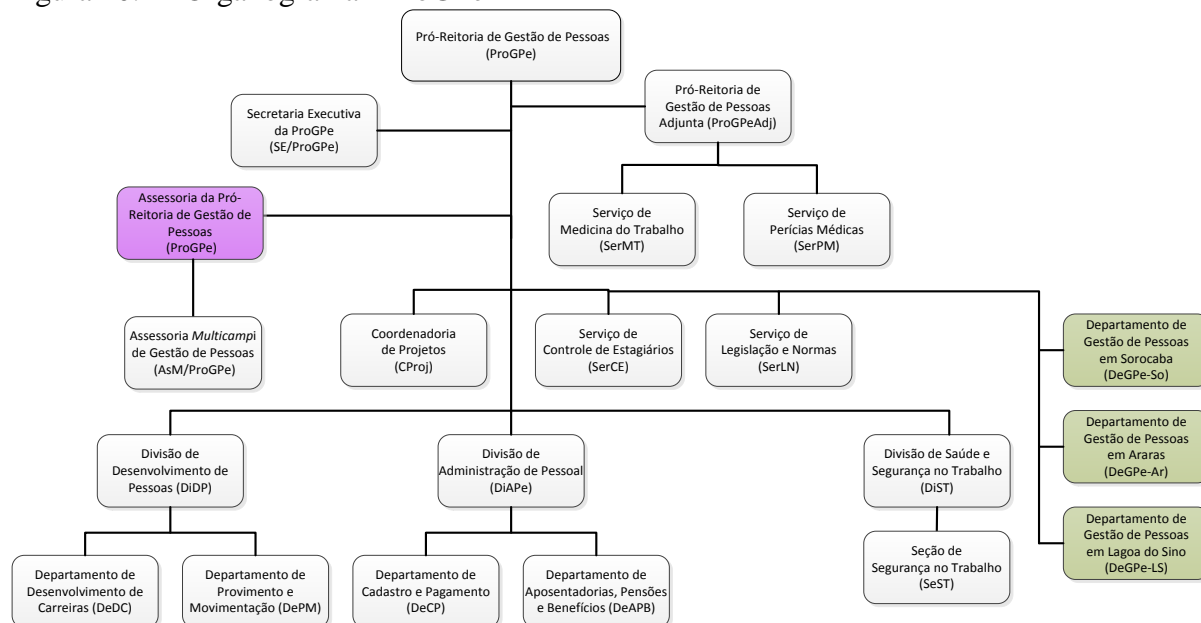 Pró-Reitoria de Gestão de Pessoas
(ProGPe)
Secretaria Executiva
da ProGPe
(SE/ProGPe)
Pró-Reitoria de
Gestão de Pessoas
Adjunta (ProGPeAdj)
Assessoria da Pró-
Reitoria de Gestão de
Pessoas
(ProGPe)
Serviço de
Medicina do Trabalho
(SerMT)
Serviço de
Perícias Médicas
(SerPM)
Assessoria Multicampi
de Gestão de Pessoas
(AsM/ProGPe)
Coordenadoria
de Projetos
(CProj)
Serviço de
Controle de Estagiários
(SerCE)
Serviço de
Legislação e Normas
(SerLN)
Departamento de
Gestão de Pessoas
em Sorocaba
(DeGPe-So)
Departamento de
Gestão de Pessoas
em Araras
(DeGPe-Ar)
Departamento de
Gestão de Pessoas
em Lagoa do Sino
(DeGPe-LS)
Divisão de
Desenvolvimento de
Pessoas (DiDP)
Divisão de
Administração de Pessoal
(DiAPe)
Divisão de Saúde e
Segurança no Trabalho
(DiST)
Departamento de
Desenvolvimento de
Carreiras (DeDC)
Departamento de
Provimento e
Movimentação (DePM)
Departamento de
Cadastro e Pagamento
(DeCP)
Departamento de
Aposentadorias, Pensões
e Benefícios (DeAPB)
Seção de
Segurança no Trabalho
(SeST)